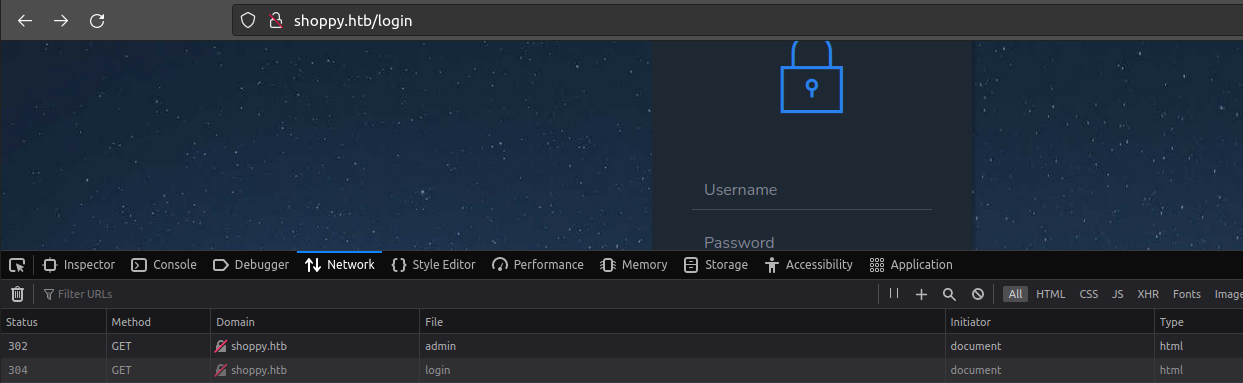 shoppy.htb/login
Username
Password
Inspector Console Debugger Network Style Editor Performance Memory Storage Accessibility Application
Filter URLs All HTML CSS JS XHR Fonts Image
Status Method Domain File Initiator Type
302 GET shoppy.htb admin document html
304 GET shoppy.htb login document html